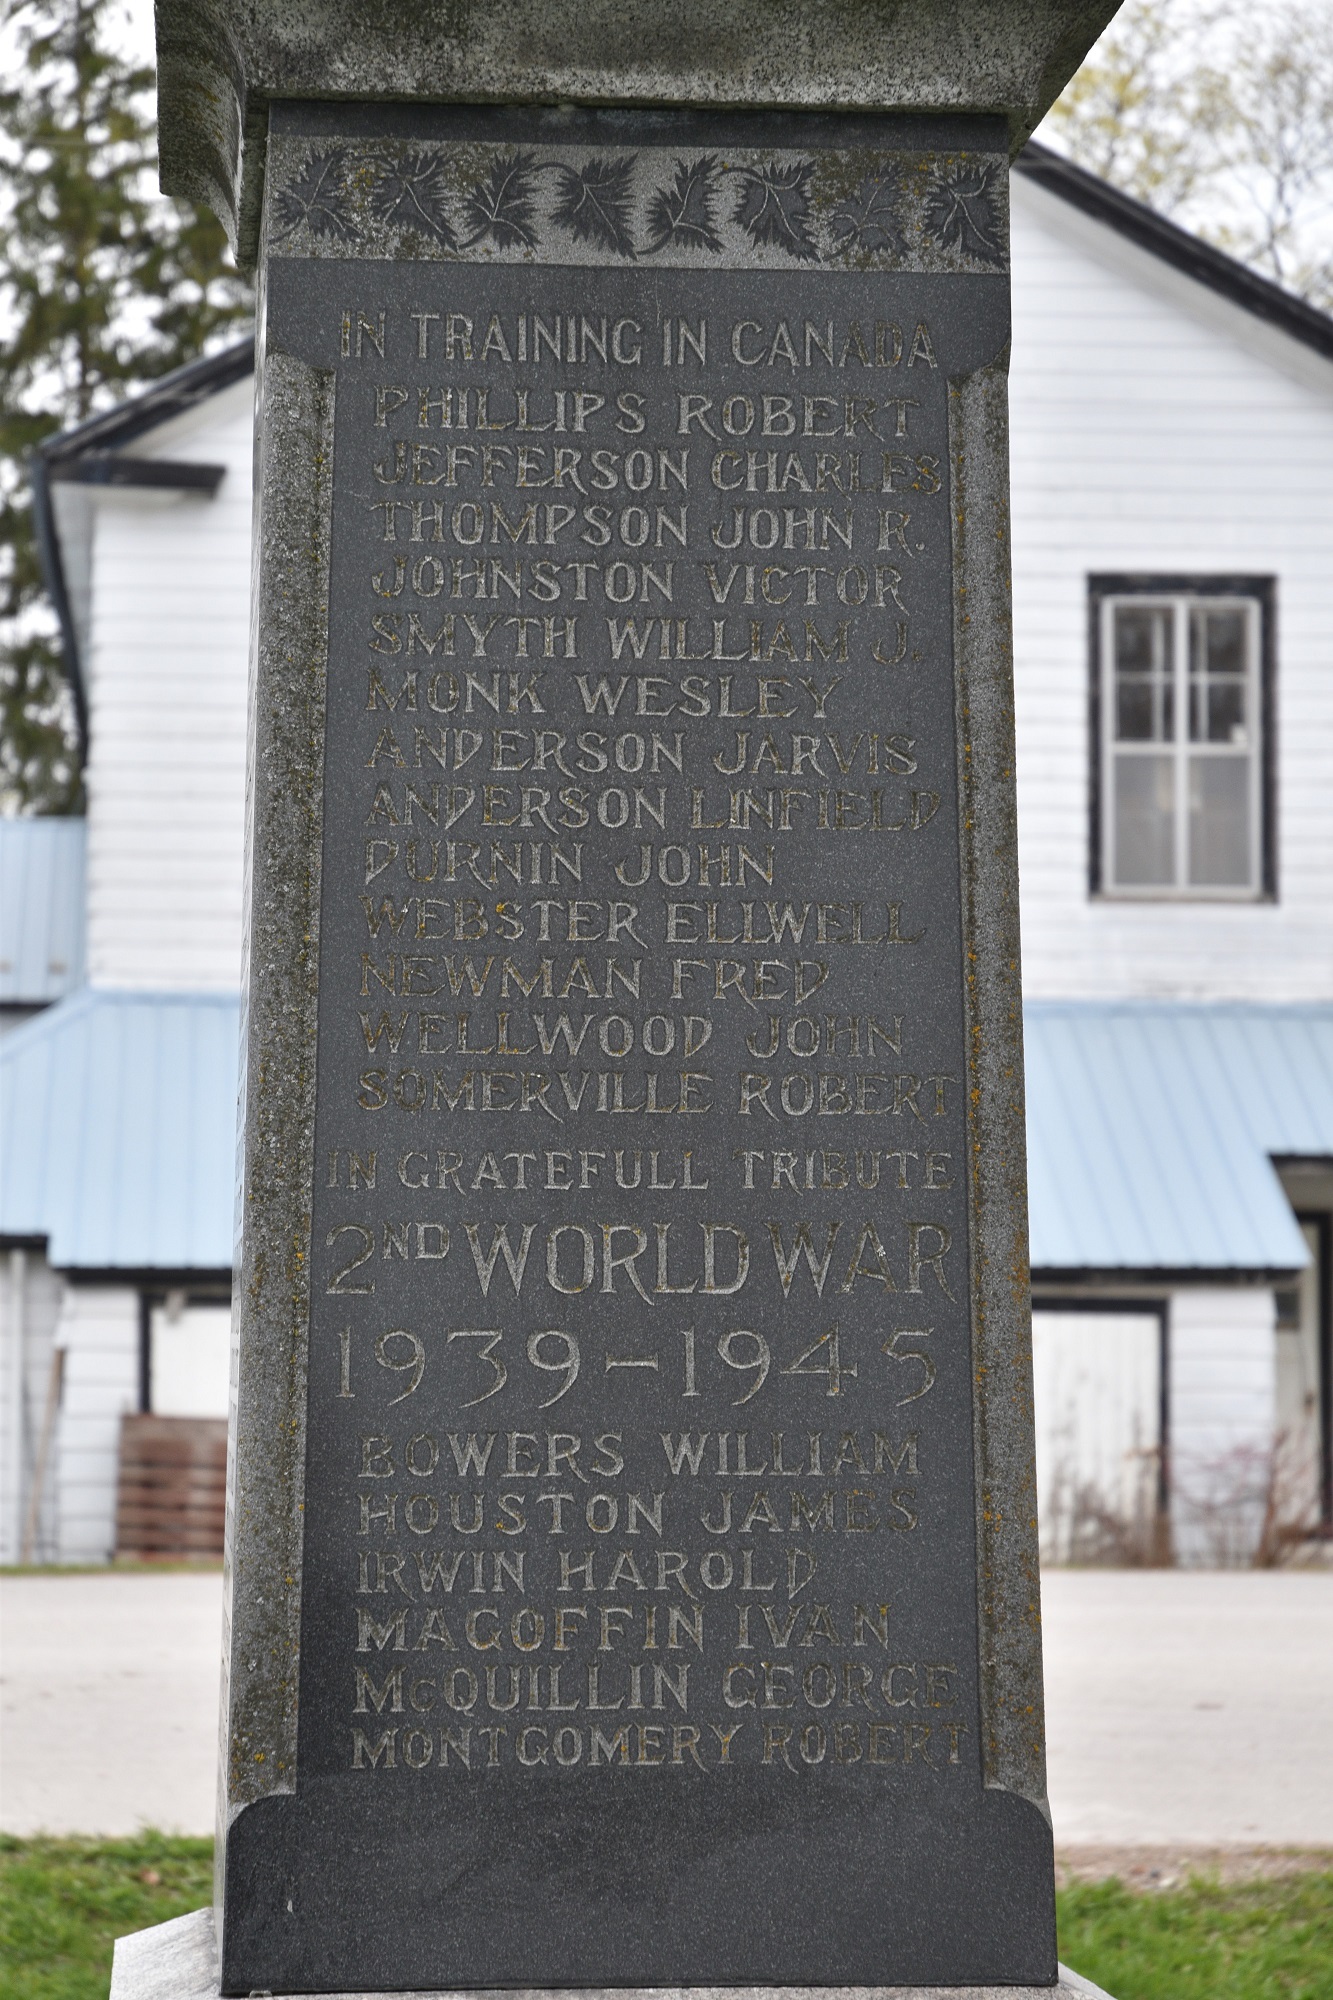 IN TRAINING IN CANADA
PHILLIPS ROBERT
JEFFERSON CHARLES
THOMPSON JOHN R.
JOHNSTON VICTOR
SMYTH WILLIAM J.
MONK WESLEY
ANDERSON JARVIS
ANDERSON LINFIELD
DURNIN JOHN
WEBSTER ELLWELL
NEWMAN FRED
WELLWOOD JOHN
SOMERVILLE ROBERT
IN GRATEFULL TRIBUTE
2ND WORLD WAR
1939-1945
BOWERS WILLIAM
HOUSTON JAMES
IRWIN HAROLD
MAGOFFIN IVAN
McQUILLIN GEORGE
MONTGOMERY ROBERT